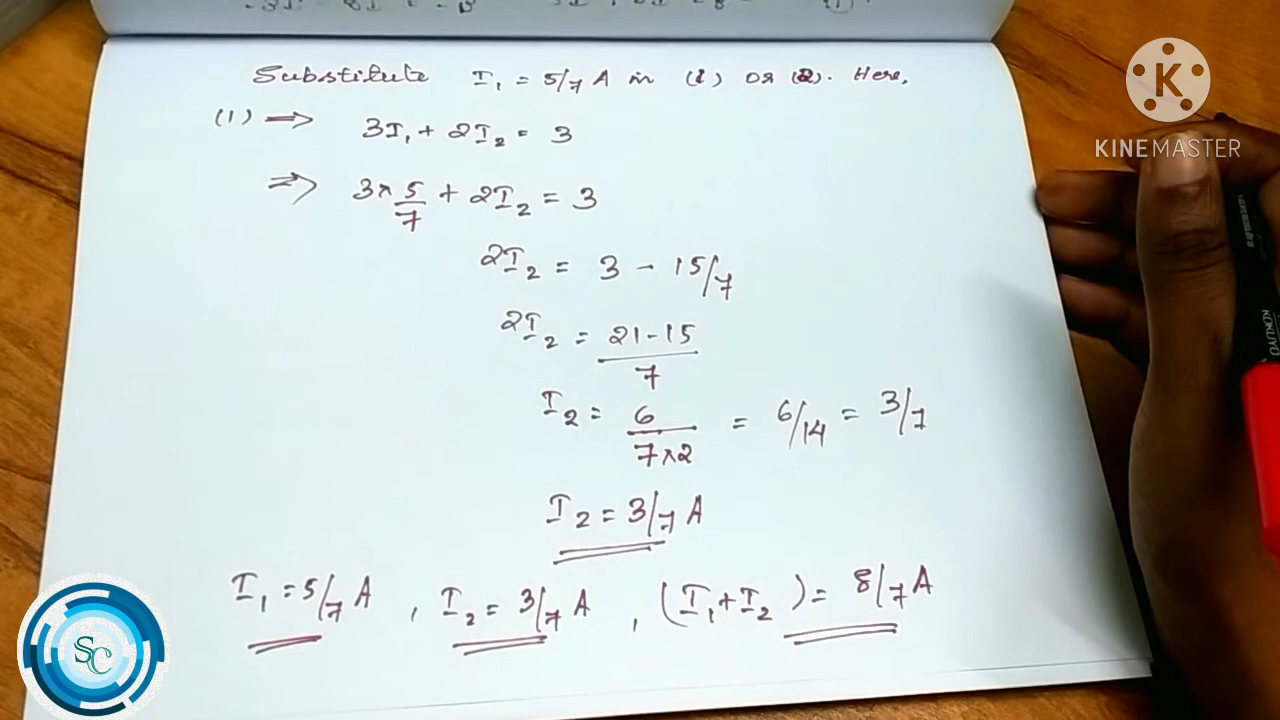 Substitute I₁ = 5/7 A in (1) or (2). Here,
(1) ⇒ 3I₁ + 2I₂ = 3
⇒ 3×5/7 + 2I₂ = 3
2I₂ = 3 - 15/7
2I₂ = 21-15/7
I₂ = 6/7×2 = 6/14 = 3/7
I₂ = 3/7 A
I₁ = 5/7 A , I₂ = 3/7 A , (I₁+I₂) = 8/7 A
K
KINEMASTER
KOKUYO
SC